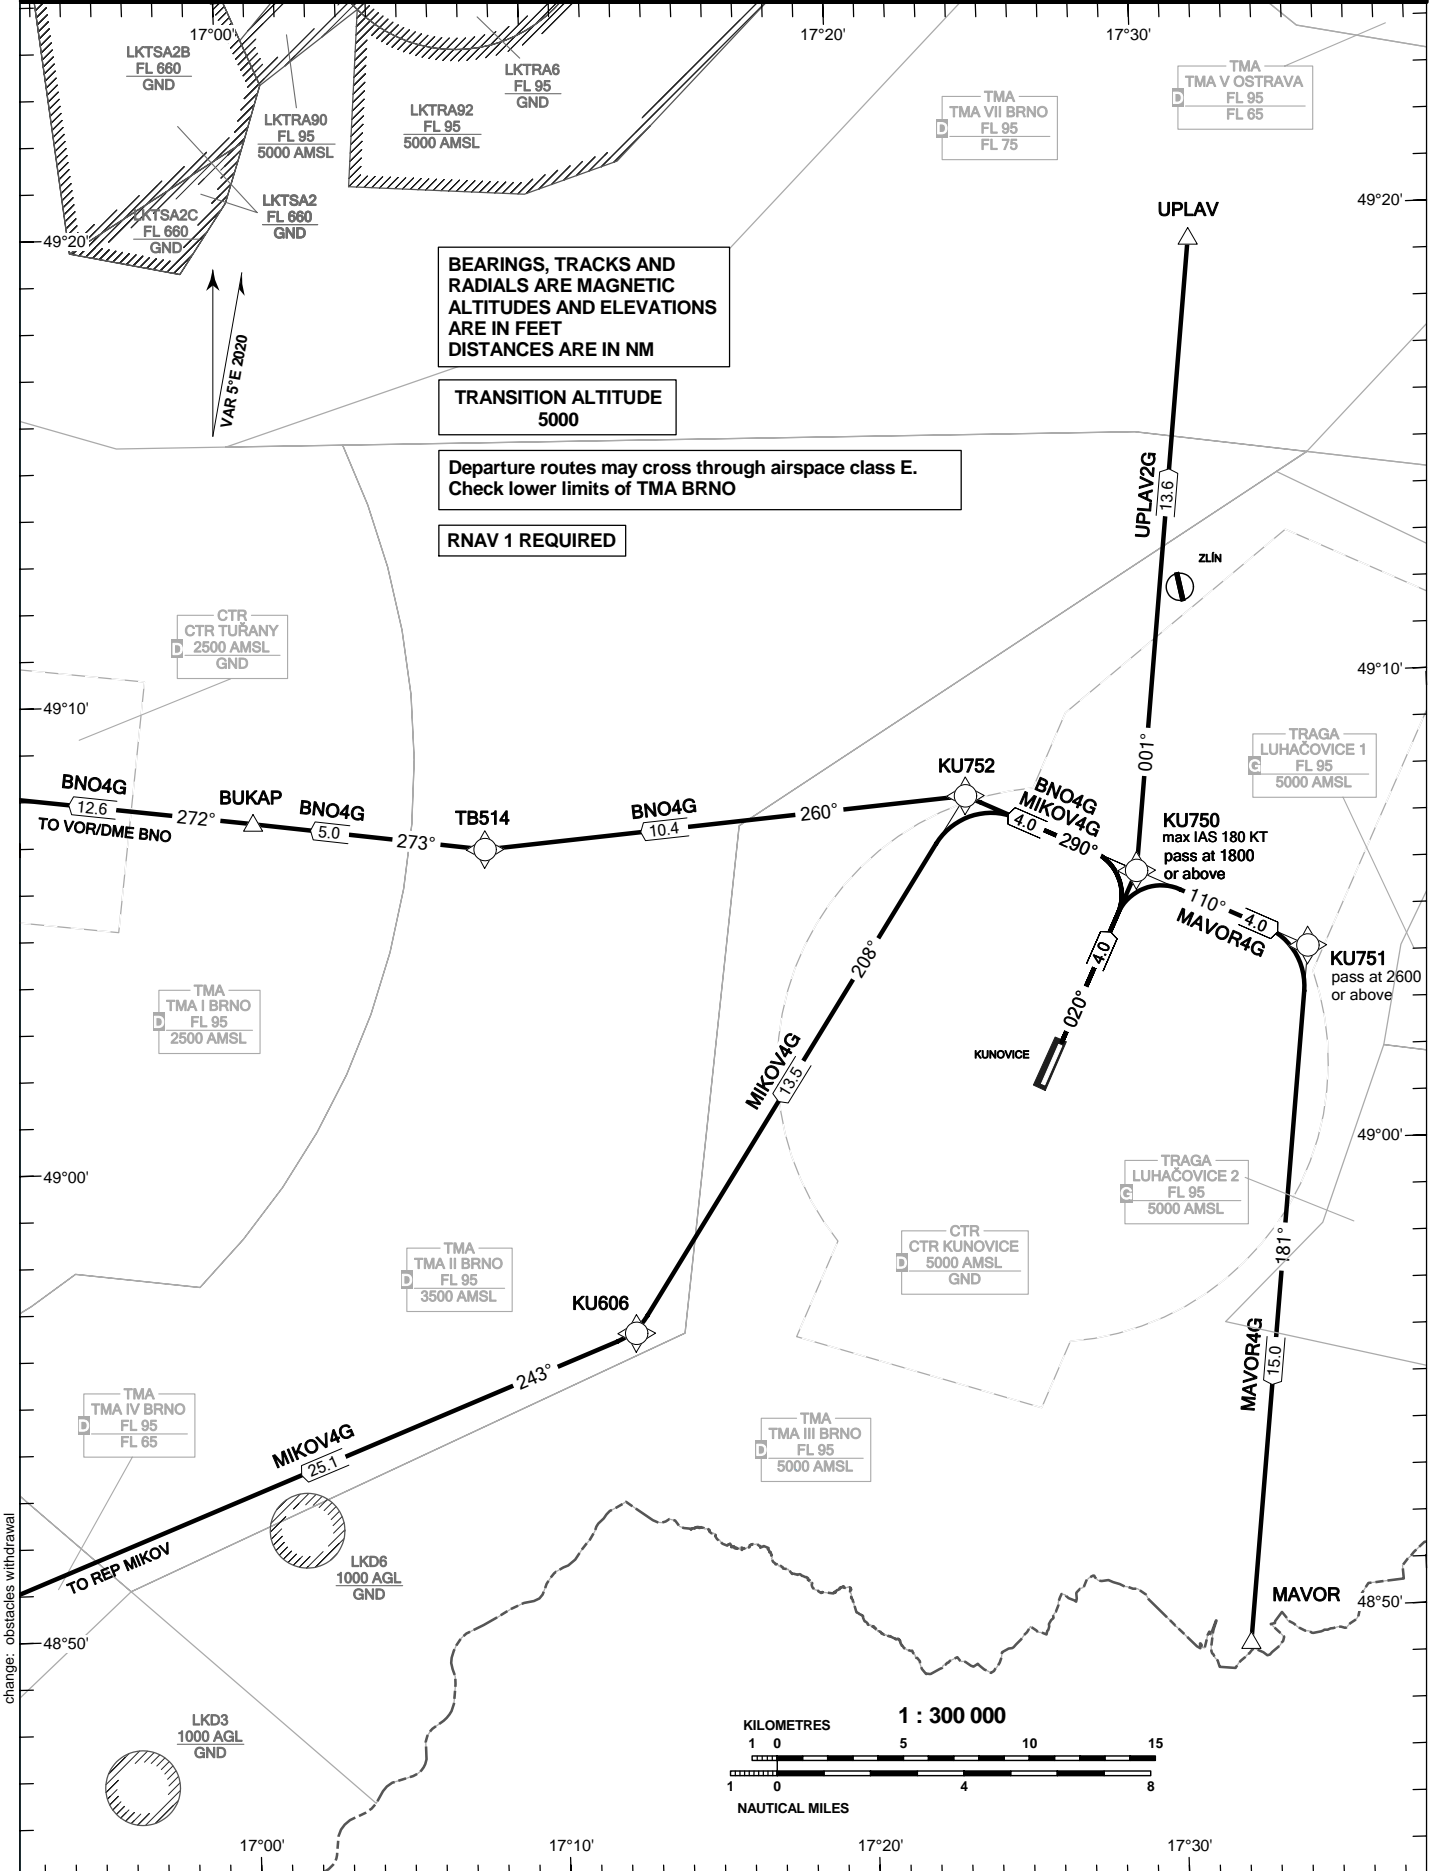 17°00'
17°20'
17°30'
LKTSA2B
FL 660
GND
LKTRA90
FL 95
5000 AMSL
LKTRA92
FL 95
5000 AMSL
LKTRA6
FL 95
GND
TMA
TMA VII BRNO
D
FL 95
FL 75
TMA
TMA V OSTRAVA
D
FL 95
FL 65
LKTSA2C
FL 660
GND
LKTSA2
FL 660
GND
49°20'
49°20'
UPLAV
VAR 5°E 2020
BEARINGS, TRACKS AND
RADIALS ARE MAGNETIC
ALTITUDES AND ELEVATIONS
ARE IN FEET
DISTANCES ARE IN NM
TRANSITION ALTITUDE
5000
Departure routes may cross through airspace class E.
Check lower limits of TMA BRNO
RNAV 1 REQUIRED
UPLAV2G
13.6
ZLÍN
001°
CTR
CTR TUŘANY
D
2500 AMSL
GND
49°10'
49°10'
TRAGA
LUHAČOVICE 1
G
FL 95
5000 AMSL
BNO4G
12.6
TO VOR/DME BNO
272°
BUKAP
BNO4G
5.0
273°
TB514
BNO4G
10.4
260°
KU752
BNO4G
MIKOV4G
4.0
290°
KU750
max IAS 180 KT
pass at 1800
or above
110°
4.0
MAVOR4G
KU751
pass at 2600
or above
4.0
020°
KUNOVICE
208°
MIKOV4G
13.5
TMA
TMA I BRNO
D
FL 95
2500 AMSL
49°00'
49°00'
TRAGA
LUHAČOVICE 2
G
FL 95
5000 AMSL
CTR
CTR KUNOVICE
D
5000 AMSL
GND
181°
MAVOR4G
15.0
TMA
TMA II BRNO
D
FL 95
3500 AMSL
KU606
243°
MIKOV4G
25.1
TO REP MIKOV
TMA
TMA IV BRNO
D
FL 95
FL 65
TMA
TMA III BRNO
D
FL 95
5000 AMSL
LKD6
1000 AGL
GND
MAVOR
48°50'
48°50'
change: obstacles withdrawal
LKD3
1000 AGL
GND
1 : 300 000
KILOMETRES
1 0 5 10 15
1 0 4 8
NAUTICAL MILES
17°00'
17°10'
17°20'
17°30'